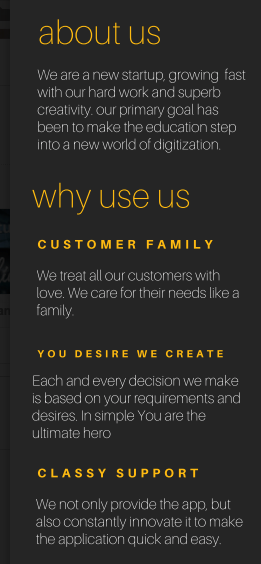 about us
We are a new startup, growing fast
with our hard work and superb
creativity. our primary goal has
been to make the education step
into a new world of digitization.
why use us
CUSTOMER FAMILY
We treat all our customers with
love. We care for their needs like a
family.
YOU DESIRE WE CREATE
Each and every decision we make
is based on your requirements and
desires. In simple You are the
ultimate hero
CLASSY SUPPORT
We not only provide the app, but
also constantly innovate it to make
the application quick and easy.